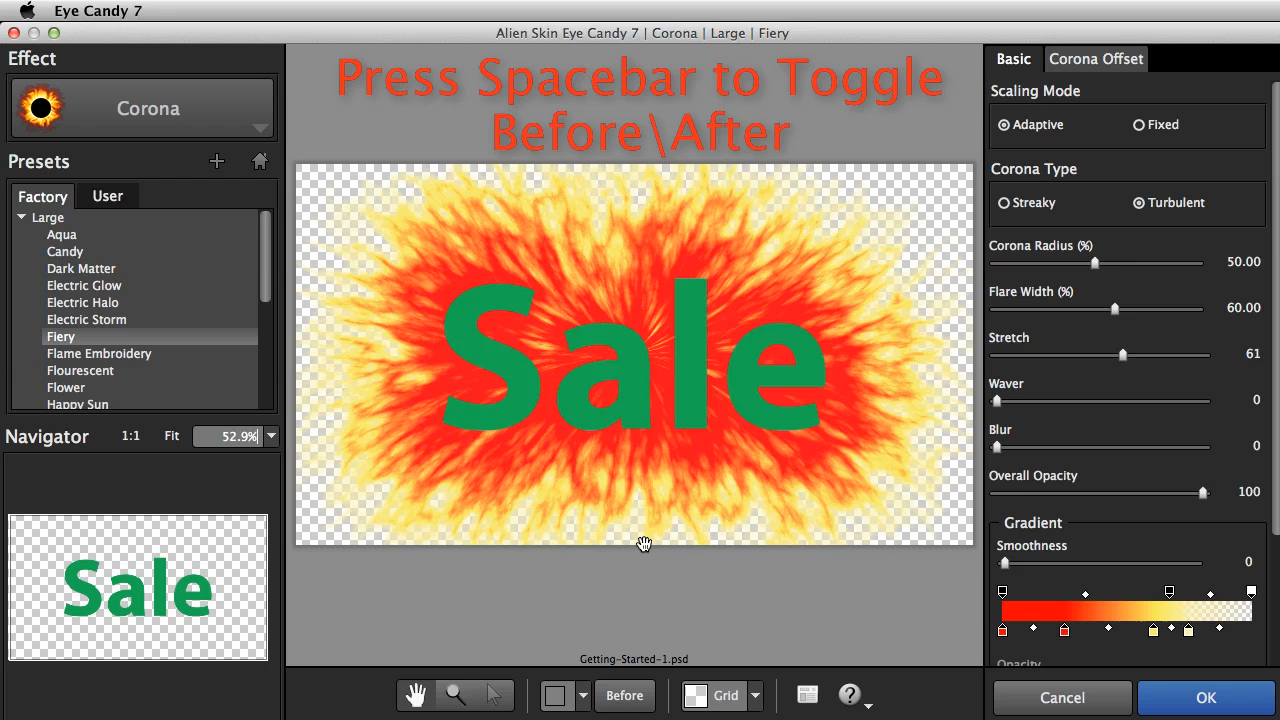 Eye Candy 7
Alien Skin Eye Candy 7 | Corona | Large | Fiery
Effect
Corona
Presets
Factory
User
Large
Aqua
Candy
Dark Matter
Electric Glow
Electric Halo
Electric Storm
Fiery
Flame Embroidery
Flourescent
Flower
Happy Sun
Navigator
1:1
Fit
52.9%
Sale
Press Spacebar to Toggle
Before\After
Sale
Getting-Started-1.psd
Before
Grid
?
Basic
Corona Offset
Scaling Mode
Adaptive
Fixed
Corona Type
Streaky
Turbulent
Corona Radius (%)
50.00
Flare Width (%)
60.00
Stretch
61
Waver
0
Blur
0
Overall Opacity
100
Gradient
Smoothness
0
Opacity
Cancel
OK